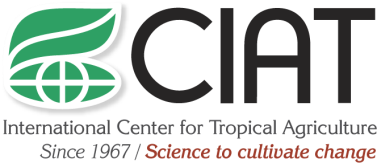 CIAT
International Center for Tropical Agriculture
Since 1967 / Science to cultivate change